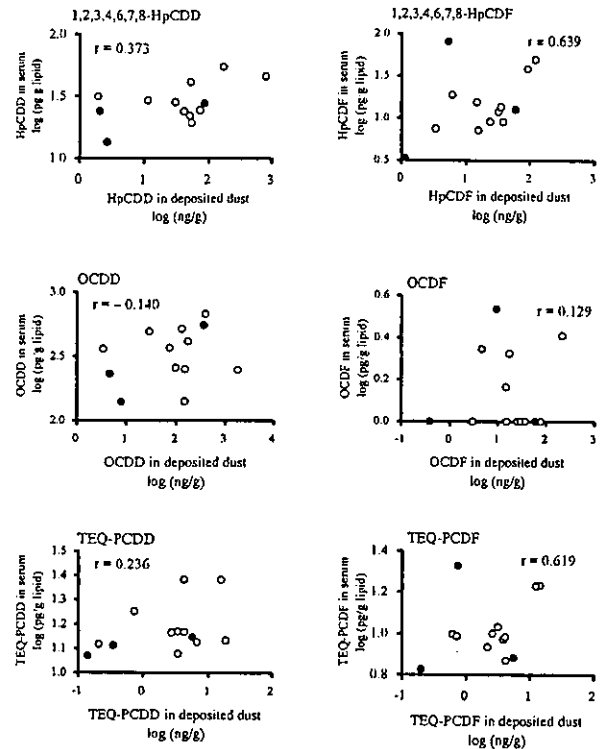 1,2,3,4,6,7,8-HpCDD
r = 0.373
HpCDD in serum
log (pg/g lipid)
2.0
1.5
1.0
0
1
2
3
HpCDD in deposited dust
log (ng/g)
1,2,3,4,6,7,8-HpCDF
r = 0.639
HpCDF in serum
log (pg/g lipid)
2.0
1.5
1.0
0.5
0
1
2
3
HpCDF in deposited dust
log (ng/g)
OCDD
r = − 0.140
OCDD in serum
log (pg/g lipid)
3.0
2.5
2.0
0
1
2
3
4
OCDD in deposited dust
log (ng/g)
OCDF
r = 0.129
OCDF in serum
log (pg/g lipid)
0.6
0.4
0.2
0.0
-1
0
1
2
3
OCDF in deposited dust
log (ng/g)
TEQ-PCDD
r = 0.236
TEQ-PCDD in serum
log (pg/g lipid)
1.5
1.4
1.3
1.2
1.1
1.0
-1
0
1
2
TEQ-PCDD in deposited dust
log (ng/g)
TEQ-PCDF
r = 0.619
TEQ-PCDF in serum
log (pg/g lipid)
1.4
1.2
1.0
0.8
-1
0
1
2
TEQ-PCDF in deposited dust
log (ng/g)